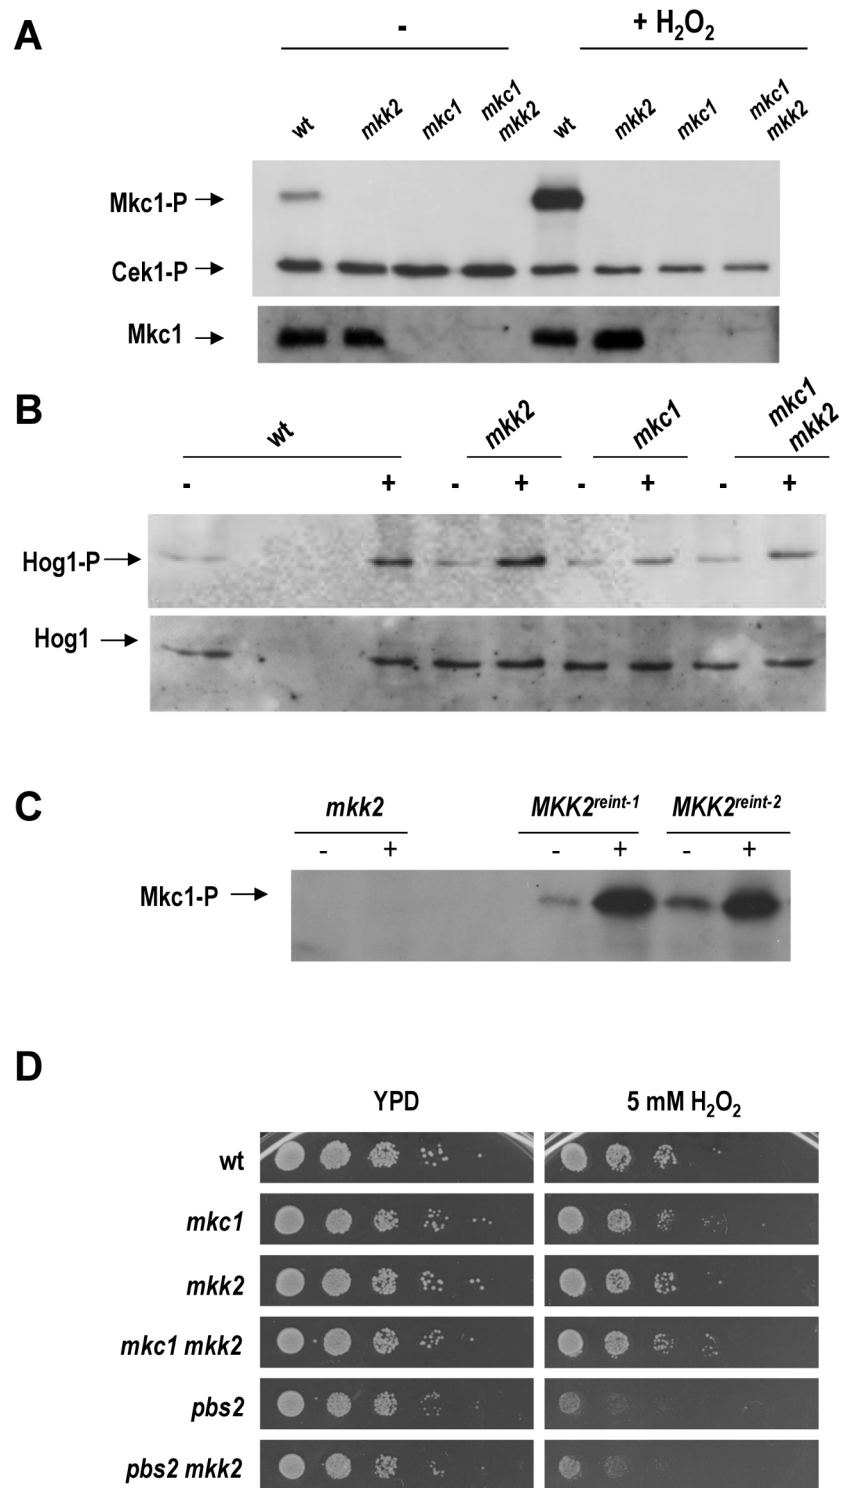 A
-
+ H₂O₂
wt
mkk2
mkc1
mkc1
mkk2
wt
mkk2
mkc1
mkc1
mkk2
Mkc1-P
Cek1-P
Mkc1
B
wt
mkk2
mkc1
mkc1
mkk2
- + - + - + - +
Hog1-P
Hog1
C
mkk2
MKK2reint-1
MKK2reint-2
- + - + - +
Mkc1-P
D
YPD
5 mM H₂O₂
wt
mkc1
mkk2
mkc1 mkk2
pbs2
pbs2 mkk2